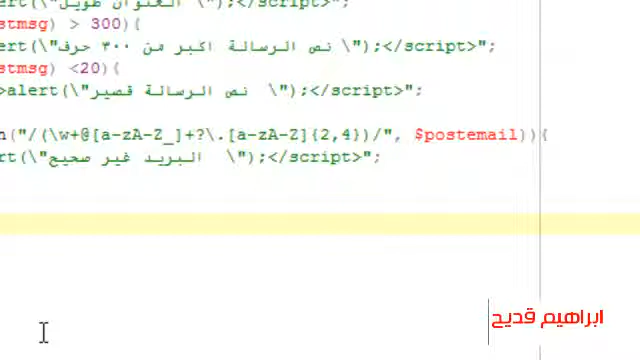 ert(\"العنوان طويل \");</script>";
stmsg) > 300){
ert(\"نص الرسالة اكبر من ٣٠٠ حرف\");</script>";
stmsg) <20){
>alert(\"نص الرسالة قصير \");</script>";
n("/(\w+@[a-zA-Z_]+?\.[a-zA-Z]{2,4})/", $postemail)){
rt(\"البريد غير صحيح \");</script>";
ابراهيم قديح